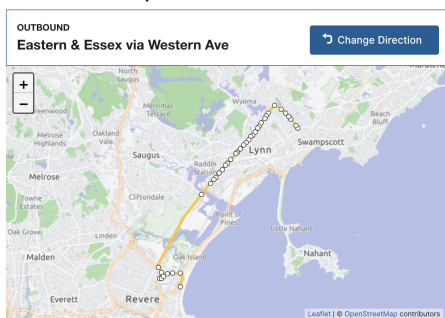 OUTBOUND
Eastern & Essex via Western Ave
Change Direction
+
−
North
Saugus
Wyoma
Beach
Bluff
Merrimac
Terrace
Greenwood
Melrose
Highlands
Oakland
Vale
Saugus
Lynn
Swampscott
Raddin
Station
Melrose
Towne
Estates
Cliftondale
Point of
Pines
Oak Grove
Linden
Little Nahant
Malden
Oak Island
Nahant
Everett
Revere
Leaflet | © OpenStreetMap contributors